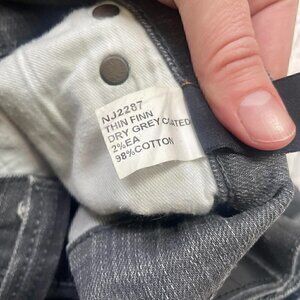 NJ2287
THIN FINN
DRY GREY COATED
2%EA
98%COTTON